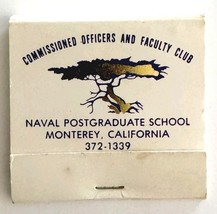 COMMISSIONED OFFICERS AND FACULTY CLUB
NAVAL POSTGRADUATE SCHOOL
MONTEREY, CALIFORNIA
372-1339